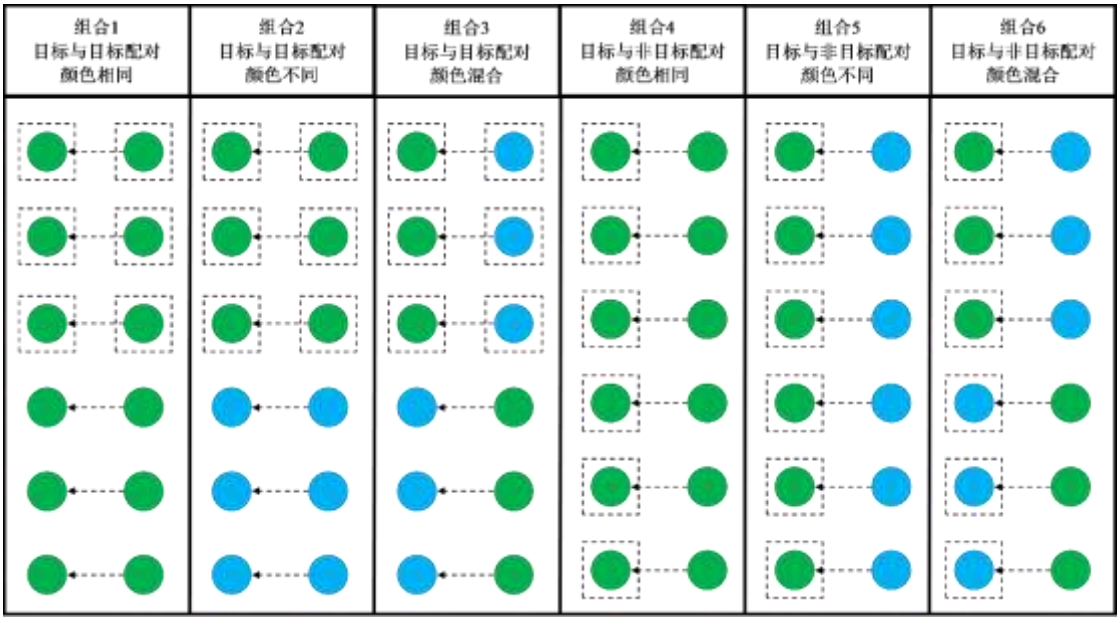 组合1
目标与目标配对
颜色相同
组合2
目标与目标配对
颜色不同
组合3
目标与目标配对
颜色混合
组合4
目标与非目标配对
颜色相同
组合5
目标与非目标配对
颜色不同
组合6
目标与非目标配对
颜色混合